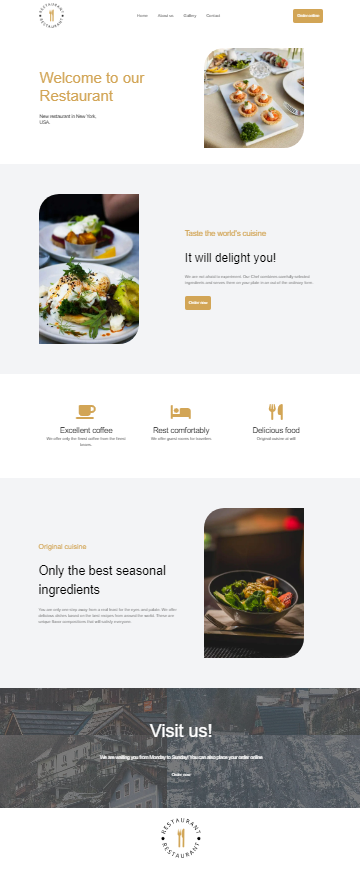 RESTAURANT
RESTAURANT
Home About us Gallery Contact
Order online
Welcome to our
Restaurant
New restaurant in New York,
USA.
Taste the world's cuisine
It will delight you!
We are not afraid to experiment. Our Chef combines carefully selected
ingredients and serves them on your plate in an out of the ordinary form.
Order now
Excellent coffee
We offer only the finest coffee from the finest
beans.
Rest comfortably
We offer guest rooms for travellers.
Delicious food
Original cuisine at will!
Original cuisine
Only the best seasonal
ingredients
You are only one step away from a real feast for the eyes and palate. We offer
delicious dishes based on the best recipes from around the world. These are
unique flavor compositions that will satisfy everyone.
Visit us!
We are waiting you from Monday to Sunday! You can also place your order online
Order now
RESTAURANT
RESTAURANT